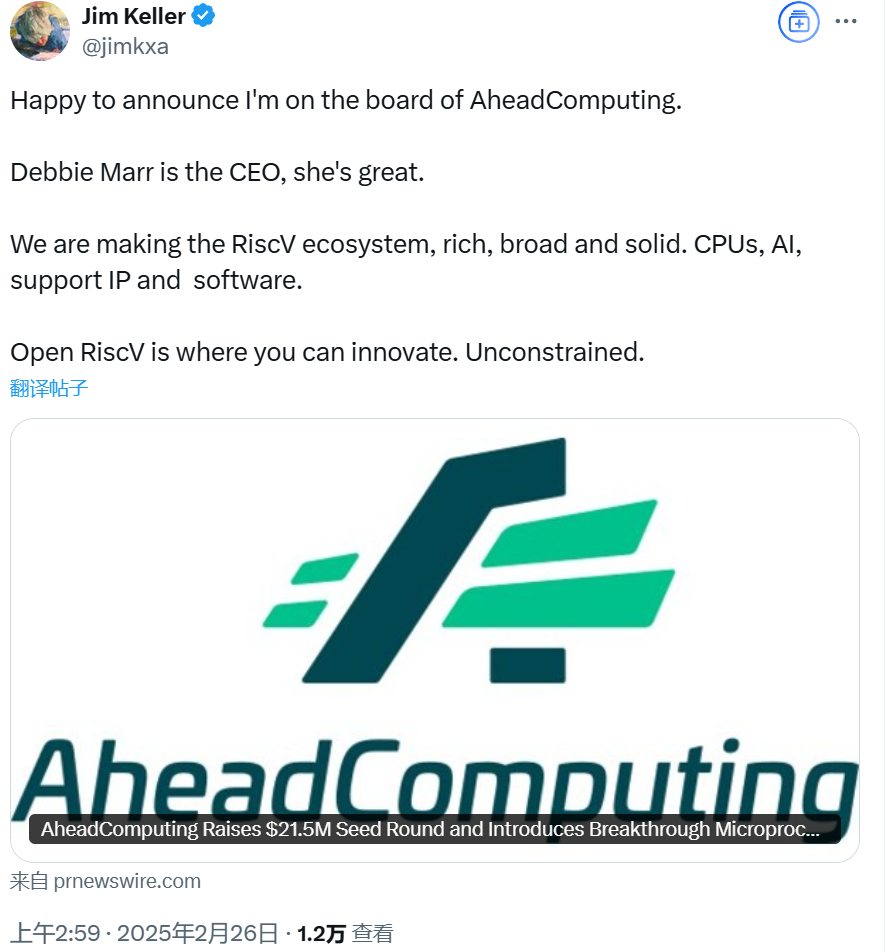 Jim Keller
@jimkxa
Happy to announce I'm on the board of AheadComputing.
Debbie Marr is the CEO, she's great.
We are making the RiscV ecosystem, rich, broad and solid. CPUs, AI,
support IP and  software.
Open RiscV is where you can innovate. Unconstrained.
翻译帖子
AheadComputing
AheadComputing Raises $21.5M Seed Round and Introduces Breakthrough Microproc...
来自 prnewswire.com
上午2:59 · 2025年2月26日 · 1.2万 查看